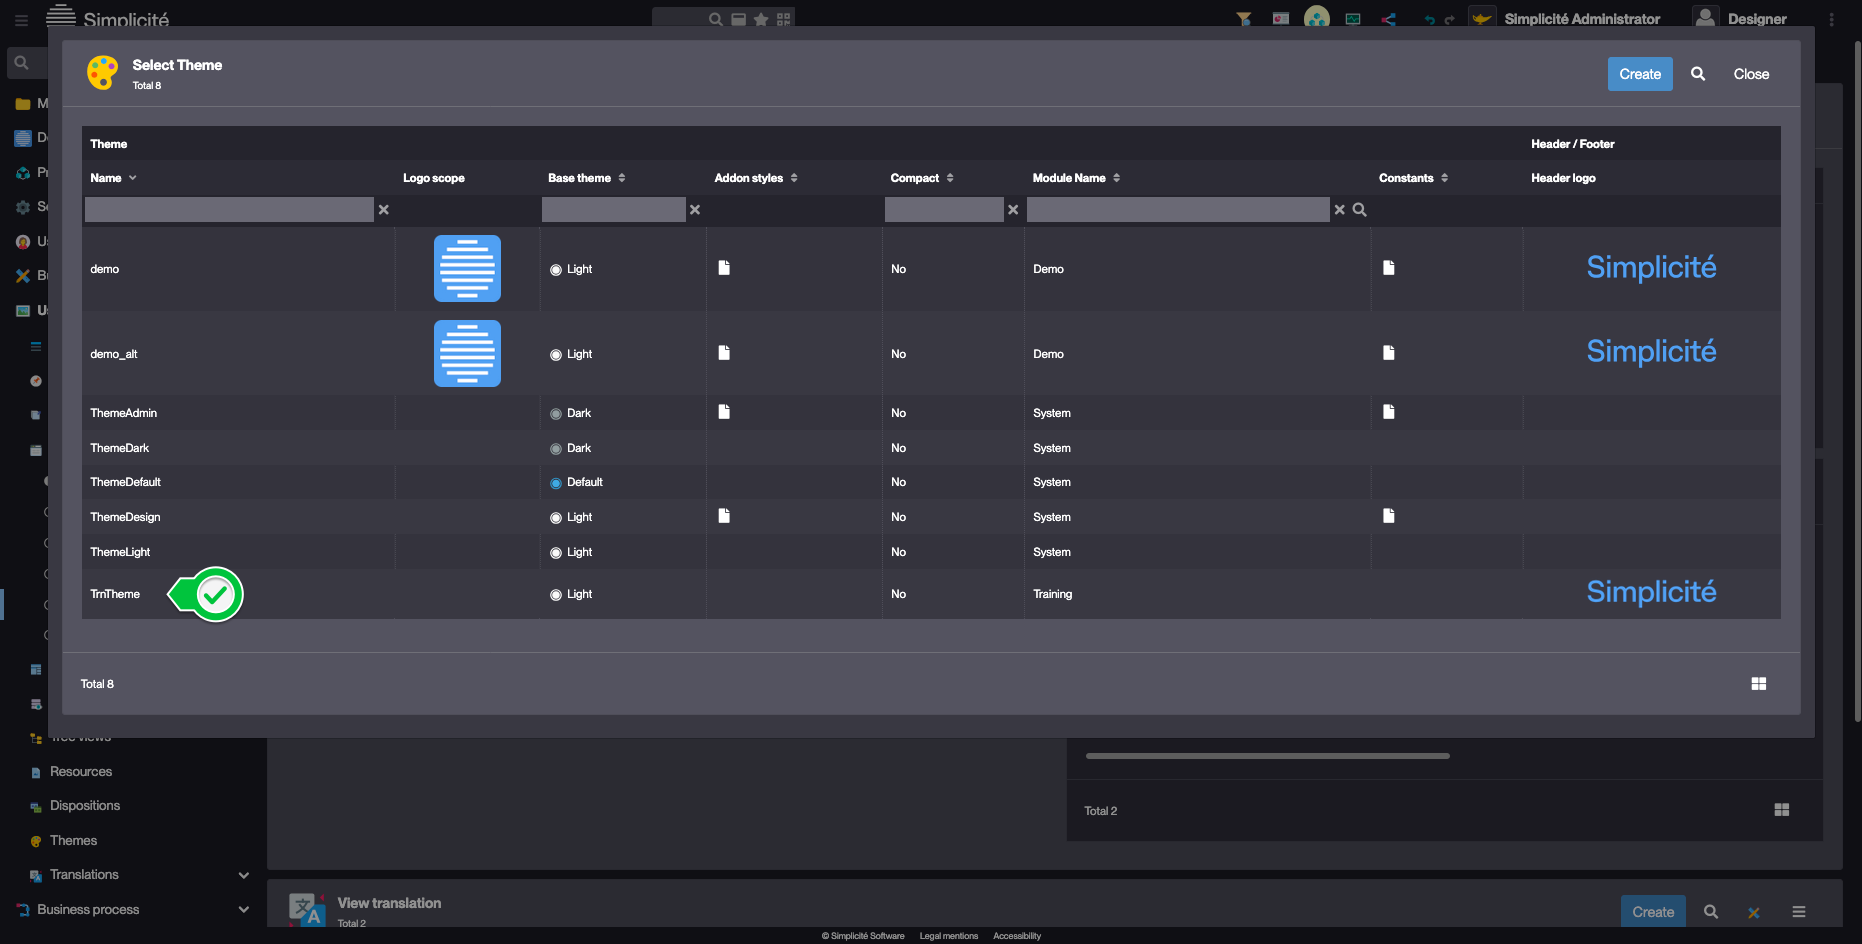 Simplicité
Simplicité Administrator
Designer
Select Theme
Total 8
Create
Close
Theme
Header / Footer
Name
Logo scope
Base theme
Addon styles
Compact
Module Name
Constants
Header logo
demo
Light
No
Demo
Simplicité
demo_alt
Light
No
Demo
Simplicité
ThemeAdmin
Dark
No
System
ThemeDark
Dark
No
System
ThemeDefault
Default
No
System
ThemeDesign
Light
No
System
ThemeLight
Light
No
System
TrnTheme
Light
No
Training
Simplicité
Total 8
Resources
Dispositions
Themes
Translations
Business process
Total 2
View translation
Total 2
Create
© Simplicité Software
Legal mentions
Accessibility